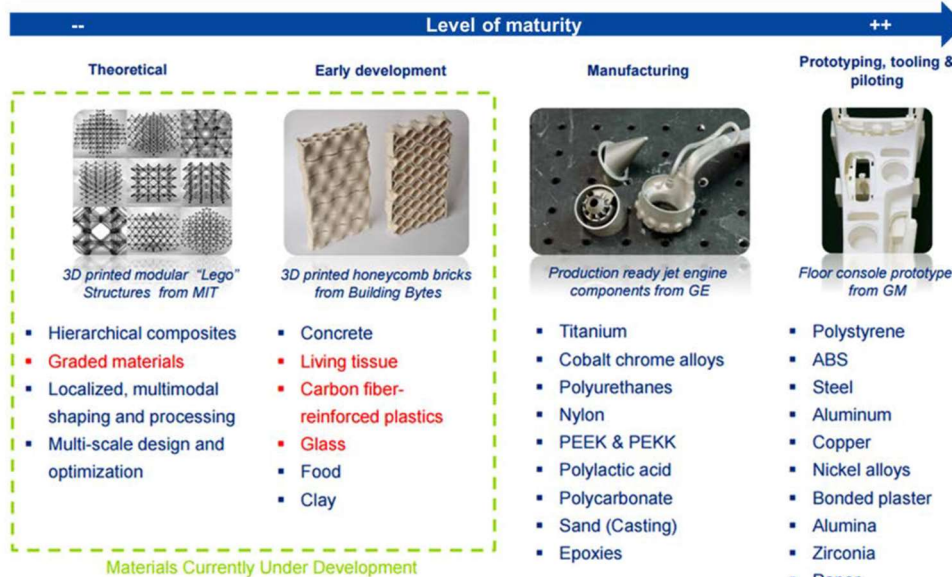 -- Level of maturity ++
Theoretical
3D printed modular “Lego”
Structures from MIT
▪ Hierarchical composites
▪ Graded materials
▪ Localized, multimodal
shaping and processing
▪ Multi-scale design and
optimization
Early development
3D printed honeycomb bricks
from Building Bytes
▪ Concrete
▪ Living tissue
▪ Carbon fiber-
reinforced plastics
▪ Glass
▪ Food
▪ Clay
Materials Currently Under Development
Manufacturing
Production ready jet engine
components from GE
▪ Titanium
▪ Cobalt chrome alloys
▪ Polyurethanes
▪ Nylon
▪ PEEK & PEKK
▪ Polylactic acid
▪ Polycarbonate
▪ Sand (Casting)
▪ Epoxies
Prototyping, tooling &
piloting
Floor console prototype
from GM
▪ Polystyrene
▪ ABS
▪ Steel
▪ Aluminum
▪ Copper
▪ Nickel alloys
▪ Bonded plaster
▪ Alumina
▪ Zirconia